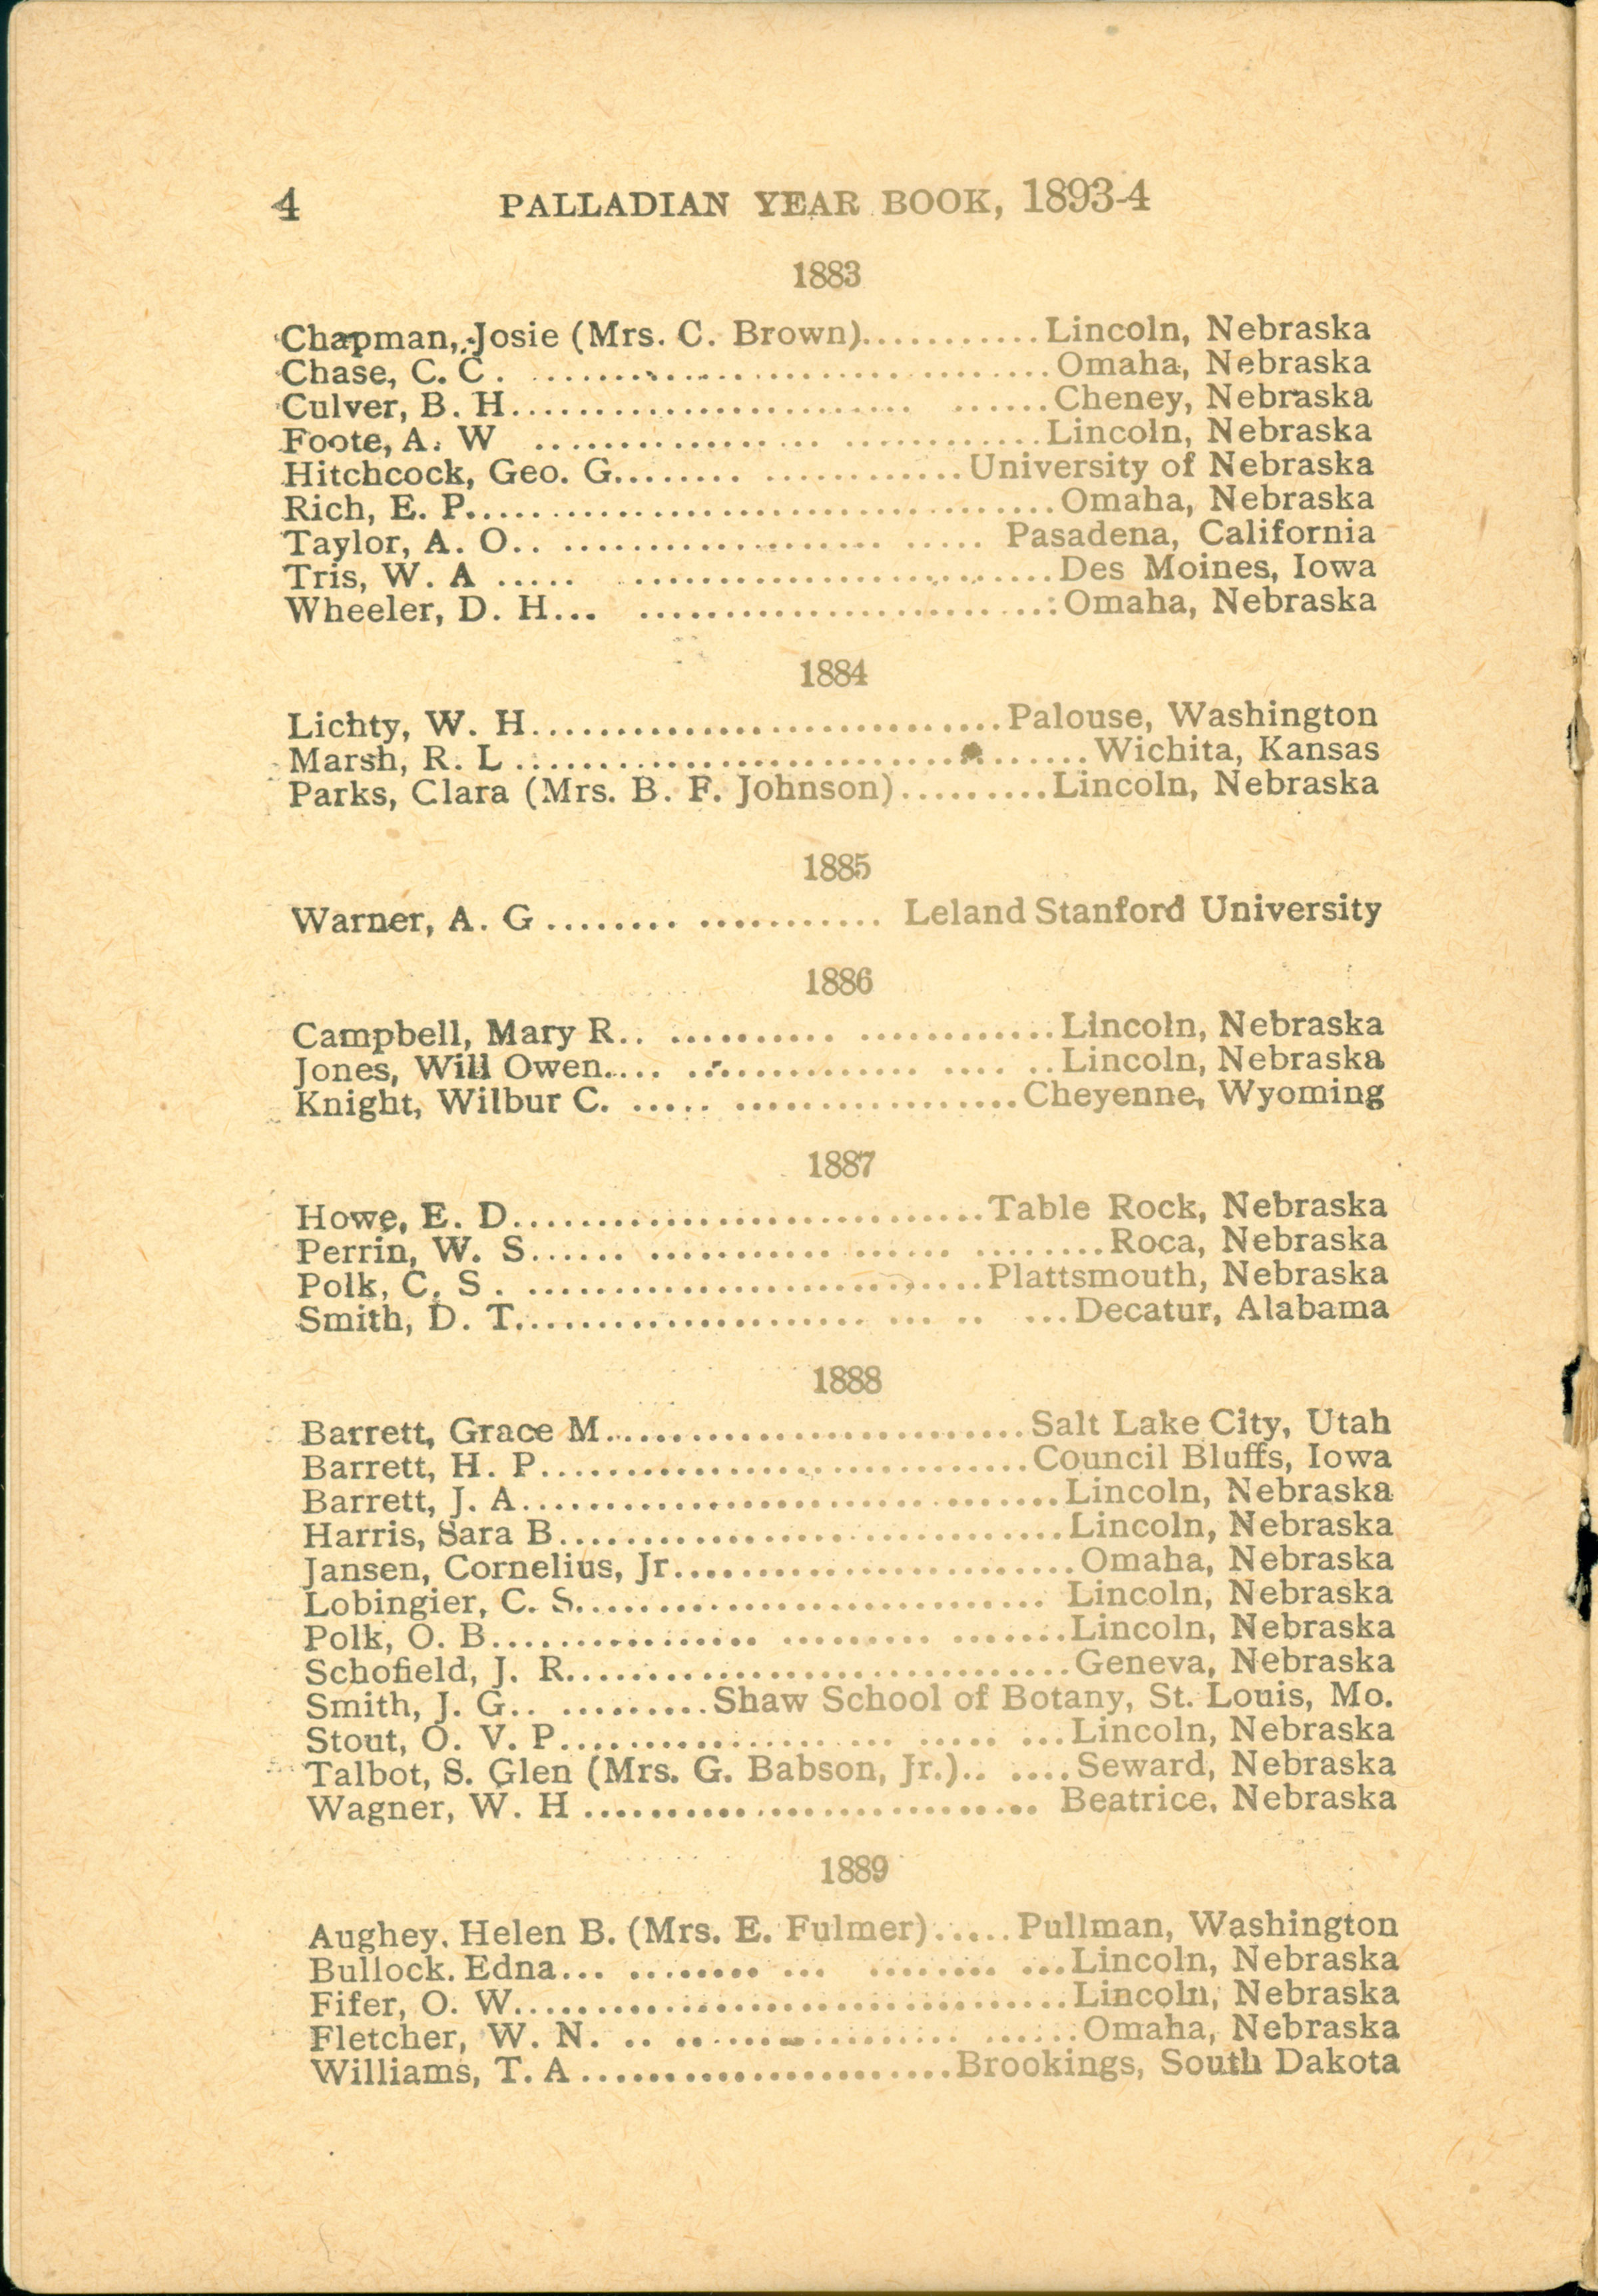 4 PALLADIAN YEAR BOOK, 1893-4
1883
Chapman, Josie (Mrs. C. Brown)............Lincoln, Nebraska
Chase, C. C. ..............................Omaha, Nebraska
Culver, B. H..............................Cheney, Nebraska
Foote, A. W ..............................Lincoln, Nebraska
Hitchcock, Geo. G....................University of Nebraska
Rich, E. P..................................Omaha, Nebraska
Taylor, A. O.. ........................ Pasadena, California
Tris, W. A ..............................Des Moines, Iowa
Wheeler, D. H... .........................Omaha, Nebraska
1884
Lichty, W. H............................Palouse, Washington
Marsh, R. L ..................................Wichita, Kansas
Parks, Clara (Mrs. B. F. Johnson).........Lincoln, Nebraska
1885
Warner, A. G ................... Leland Stanford University
1886
Campbell, Mary R.. ......................Lincoln, Nebraska
Jones, Will Owen.... .....................Lincoln, Nebraska
Knight, Wilbur C. ......................Cheyenne, Wyoming
1887
Howe, E. D............................Table Rock, Nebraska
Perrin, W. S..................................Roca, Nebraska
Polk, C. S . ...........................Plattsmouth, Nebraska
Smith, D. T..............................Decatur, Alabama
1888
Barrett, Grace M.........................Salt Lake City, Utah
Barrett, H. P.............................Council Bluffs, Iowa
Barrett, J. A................................Lincoln, Nebraska
Harris, Sara B..............................Lincoln, Nebraska
Jansen, Cornelius, Jr........................Omaha, Nebraska
Lobingier, C. S............................ Lincoln, Nebraska
Polk, O. B..................................Lincoln, Nebraska
Schofield, J. R..............................Geneva, Nebraska
Smith, J. G.. .........Shaw School of Botany, St. Louis, Mo.
Stout, O. V. P..............................Lincoln, Nebraska
Talbot, S. Glen (Mrs. G. Babson, Jr.).. ....Seward, Nebraska
Wagner, W. H ........................... Beatrice, Nebraska
1889
Aughey, Helen B. (Mrs. E. Fulmer).....Pullman, Washington
Bullock, Edna... ..........................Lincoln, Nebraska
Fifer, O. W.................................Lincoln, Nebraska
Fletcher, W. N. .. ........................Omaha, Nebraska
Williams, T. A ......................Brookings, South Dakota